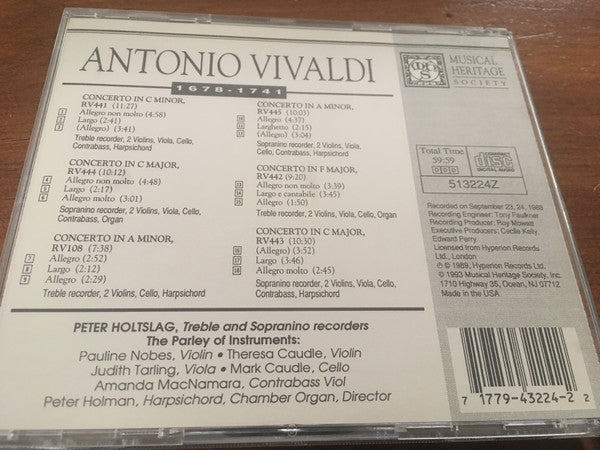 ANTONIO VIVALDI
1678-1741
MUSICAL
HERITAGE
SOCIETY
CONCERTO IN C MINOR,
RV441 (11:27)
1 Allegro non molto (4:58)
2 Largo (2:41)
3 (Allegro) (3:41)
Treble recorder, 2 Violins, Viola, Cello,
Contrabass, Harpsichord
CONCERTO IN C MAJOR,
RV444 (10:12)
4 Allegro non molto (4:48)
5 Largo (2:17)
6 Allegro molto (3:01)
Sopranino recorder, 2 Violins, Viola, Cello,
Contrabass, Organ
CONCERTO IN A MINOR,
RV108 (7:38)
7 Allegro (2:52)
8 Largo (2:12)
9 Allegro (2:29)
Treble recorder, 2 Violins, Cello, Harpsichord
CONCERTO IN A MINOR,
RV445 (10:03)
10 Allegro (4:37)
11 Larghetto (2:15)
12 (Allegro) (3:04)
Sopranino recorder, 2 Violins, Viola, Cello,
Contrabass, Harpsichord
CONCERTO IN F MAJOR,
RV442 (9:20)
13 Allegro non molto (3:39)
14 Largo e cantabile (3:45)
15 Allegro (1:50)
Treble recorder, 2 Violins, Viola, Cello, Organ
CONCERTO IN C MAJOR,
RV443 (10:30)
16 (Allegro) (3:52)
17 Largo (3:46)
18 Allegro molto (2:45)
Sopranino recorder, 2 Violins, Viola, Cello,
Contrabass, Harpsichord
PETER HOLTSLAG, Treble and Sopranino recorders
The Parley of Instruments:
Pauline Nobes, Violin • Theresa Caudle, Violin
Judith Tarling, Viola • Mark Caudle, Cello
Amanda MacNamara, Contrabass Viol
Peter Holman, Harpsichord, Chamber Organ, Director
Total Time
59:59
DDD
COMPACT
disc
DIGITAL AUDIO
513224Z
Recorded on September 23, 24, 1988
Recording Engineer: Tony Faulkner
Recording Producer: Roy Mowatt
Executive Producers: Cecile Kelly,
Edward Perry
Licensed from Hyperion Records
Ltd., London
℗ © 1989, Hyperion Records Ltd.
© 1993 Musical Heritage Society, Inc.
1710 Highway 35, Ocean, NJ 07712
Made in the USA
7 1779-43224-2 2